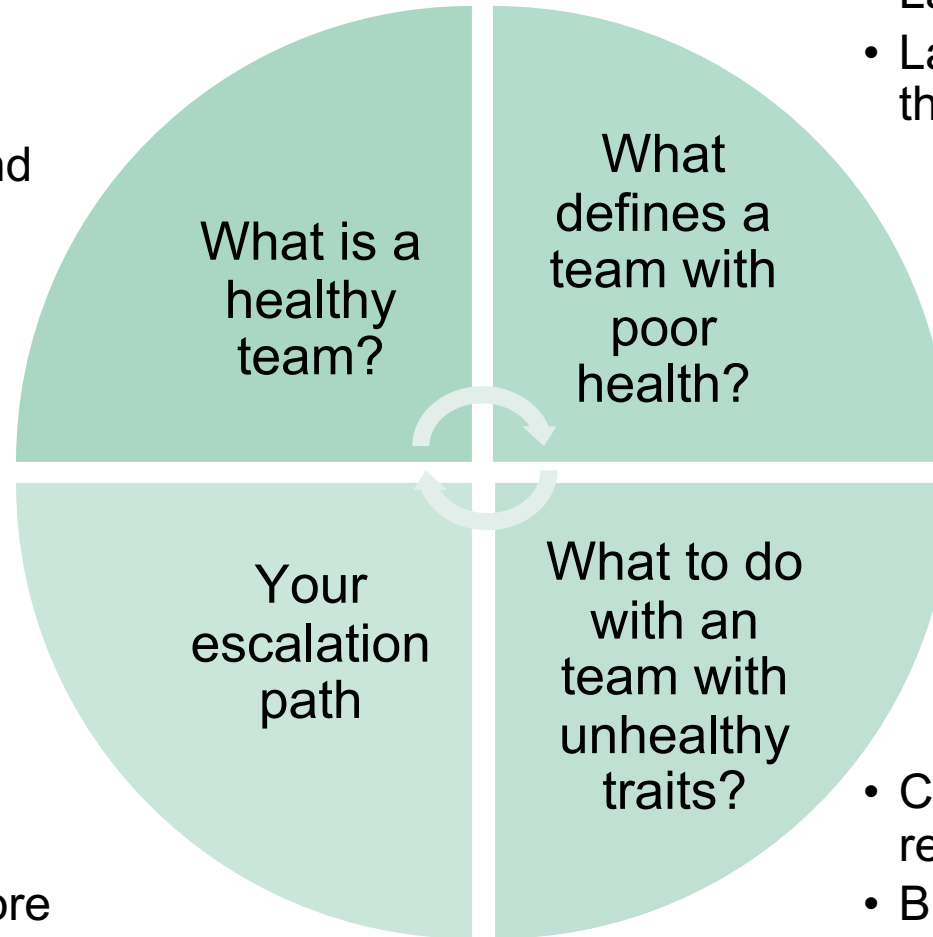 What is a
healthy
team?
What
defines a
team with
poor
health?
Your
escalation
path
What to do
with an
team with
unhealthy
traits?